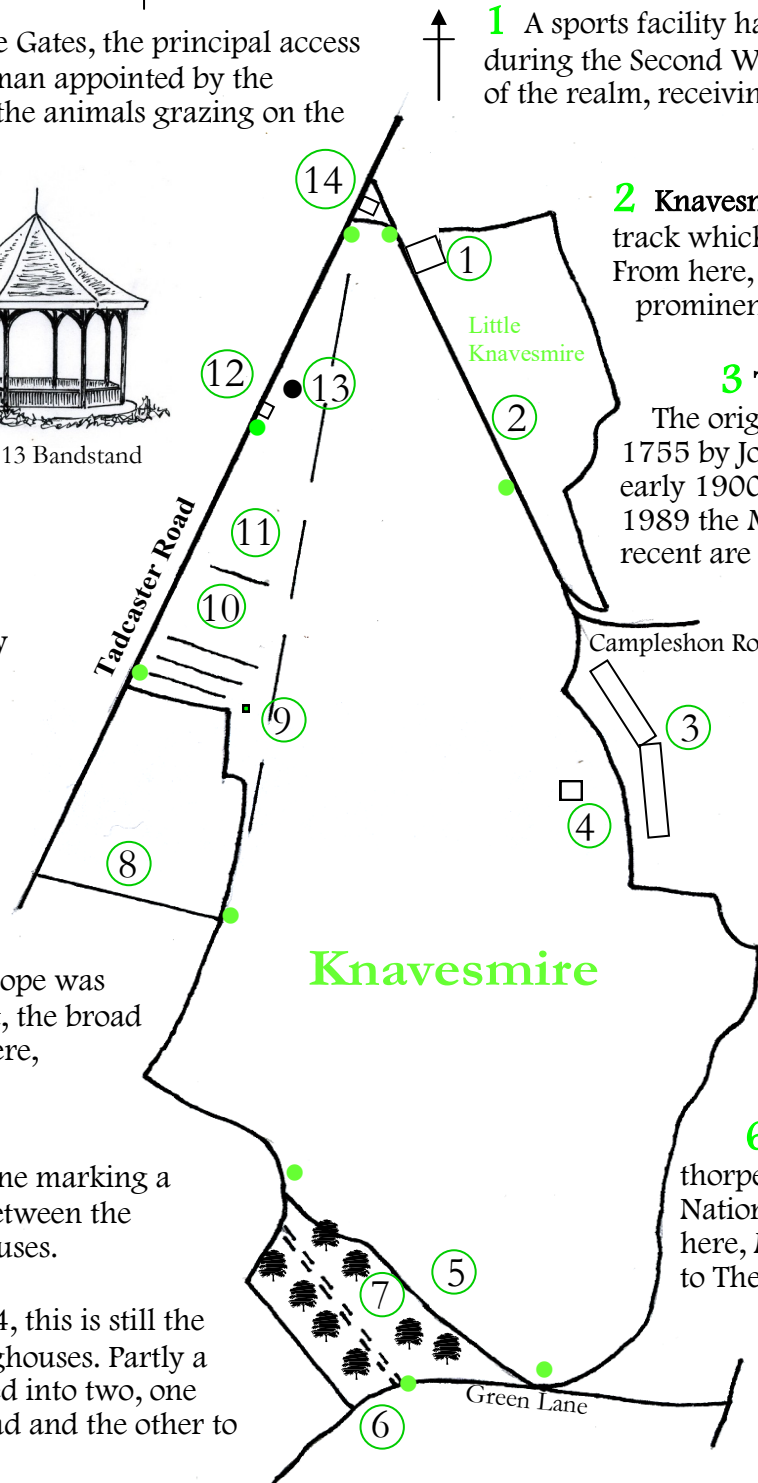 e Gates, the principal access
man appointed by the
the animals grazing on the
1 A sports facility ha
during the Second W
of the realm, receivin
14
2 Knavesm
track which
From here,
prominen
1
Little
Knavesmire
12
13
3 T
The orig
1755 by Jo
early 1900
1989 the M
recent are
2
13 Bandstand
11
Tadcaster Road
10
y
Campleshon Ro
9
3
4
8
Knavesmire
ope was
, the broad
ere,
ne marking a
etween the
uses.
6
thorpe
Nation
here,
to The
5
7
4, this is still the
ghouses. Partly a
d into two, one
ad and the other to
Green Lane
6